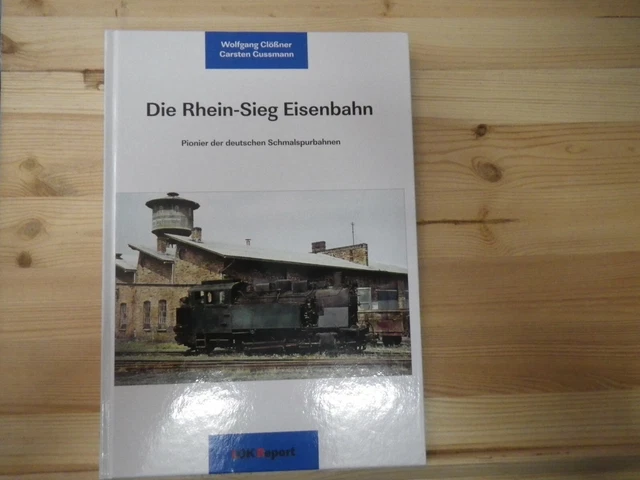 Wolfgang Clößner
Carsten Gussmann
Die Rhein-Sieg Eisenbahn
Pionier der deutschen Schmalspurbahnen